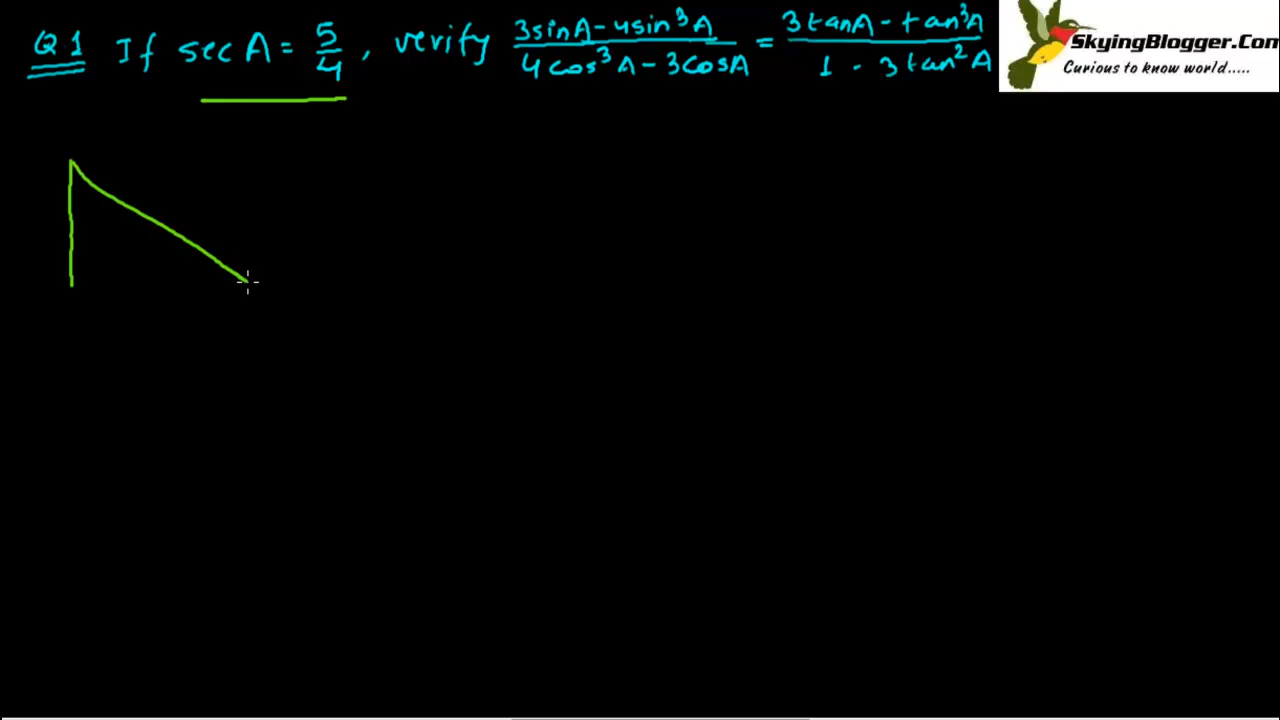 Q1 If sec A = 5/4, verify (3sinA - 4sin³A)/(4cos³A - 3cosA) = (3tanA - tan³A)/(1 - 3tan²A)
SkyingBlogger.Com
Curious to know world.....